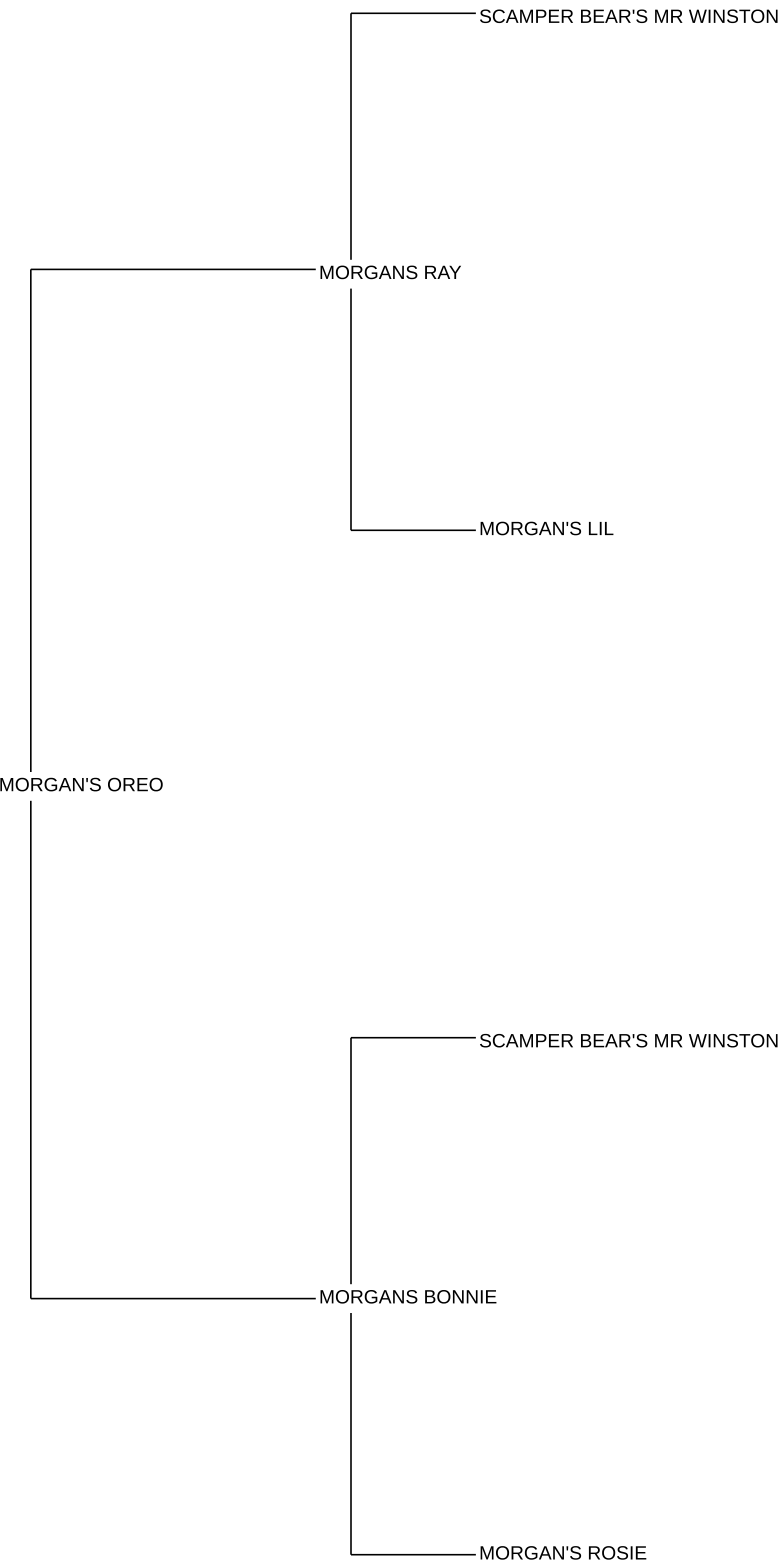 SCAMPER BEAR'S MR WINSTON
MORGANS RAY
MORGAN'S LIL
MORGAN'S OREO
SCAMPER BEAR'S MR WINSTON
MORGANS BONNIE
MORGAN'S ROSIE